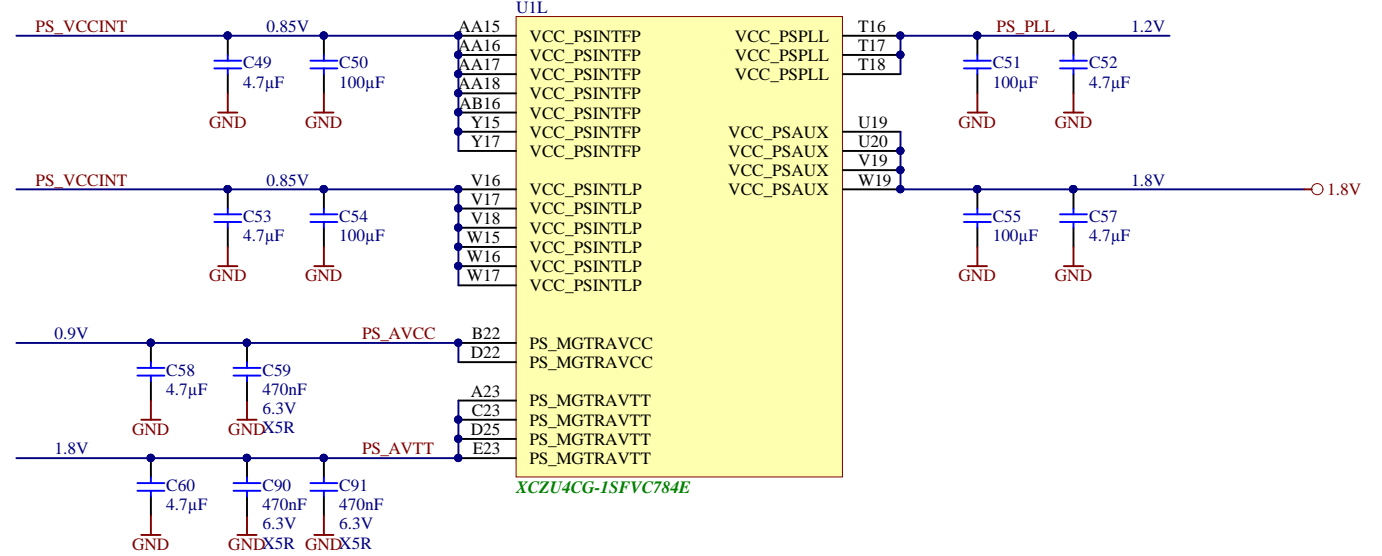 U1L
PS_VCCINT 0.85V
AA15 VCC_PSINTFP
AA16 VCC_PSINTFP
AA17 VCC_PSINTFP
AA18 VCC_PSINTFP
AB16 VCC_PSINTFP
Y15 VCC_PSINTFP
Y17 VCC_PSINTFP
C49
4.7µF
GND
C50
100µF
GND
VCC_PSPLL T16
VCC_PSPLL T17
VCC_PSPLL T18
PS_PLL 1.2V
C51
100µF
GND
C52
4.7µF
GND
VCC_PSAUX U19
VCC_PSAUX U20
VCC_PSAUX V19
VCC_PSAUX W19
1.8V
1.8V
C55
100µF
GND
C57
4.7µF
GND
PS_VCCINT 0.85V
V16 VCC_PSINTLP
V17 VCC_PSINTLP
V18 VCC_PSINTLP
W15 VCC_PSINTLP
W16 VCC_PSINTLP
W17 VCC_PSINTLP
C53
4.7µF
GND
C54
100µF
GND
0.9V PS_AVCC
B22 PS_MGTRAVCC
D22 PS_MGTRAVCC
C58
4.7µF
GND
C59
470nF
6.3V
X5R
GND
1.8V PS_AVTT
A23 PS_MGTRAVTT
C23 PS_MGTRAVTT
D25 PS_MGTRAVTT
E23 PS_MGTRAVTT
C60
4.7µF
GND
C90
470nF
6.3V
X5R
GND
C91
470nF
6.3V
X5R
GND
XCZU4CG-1SFVC784E